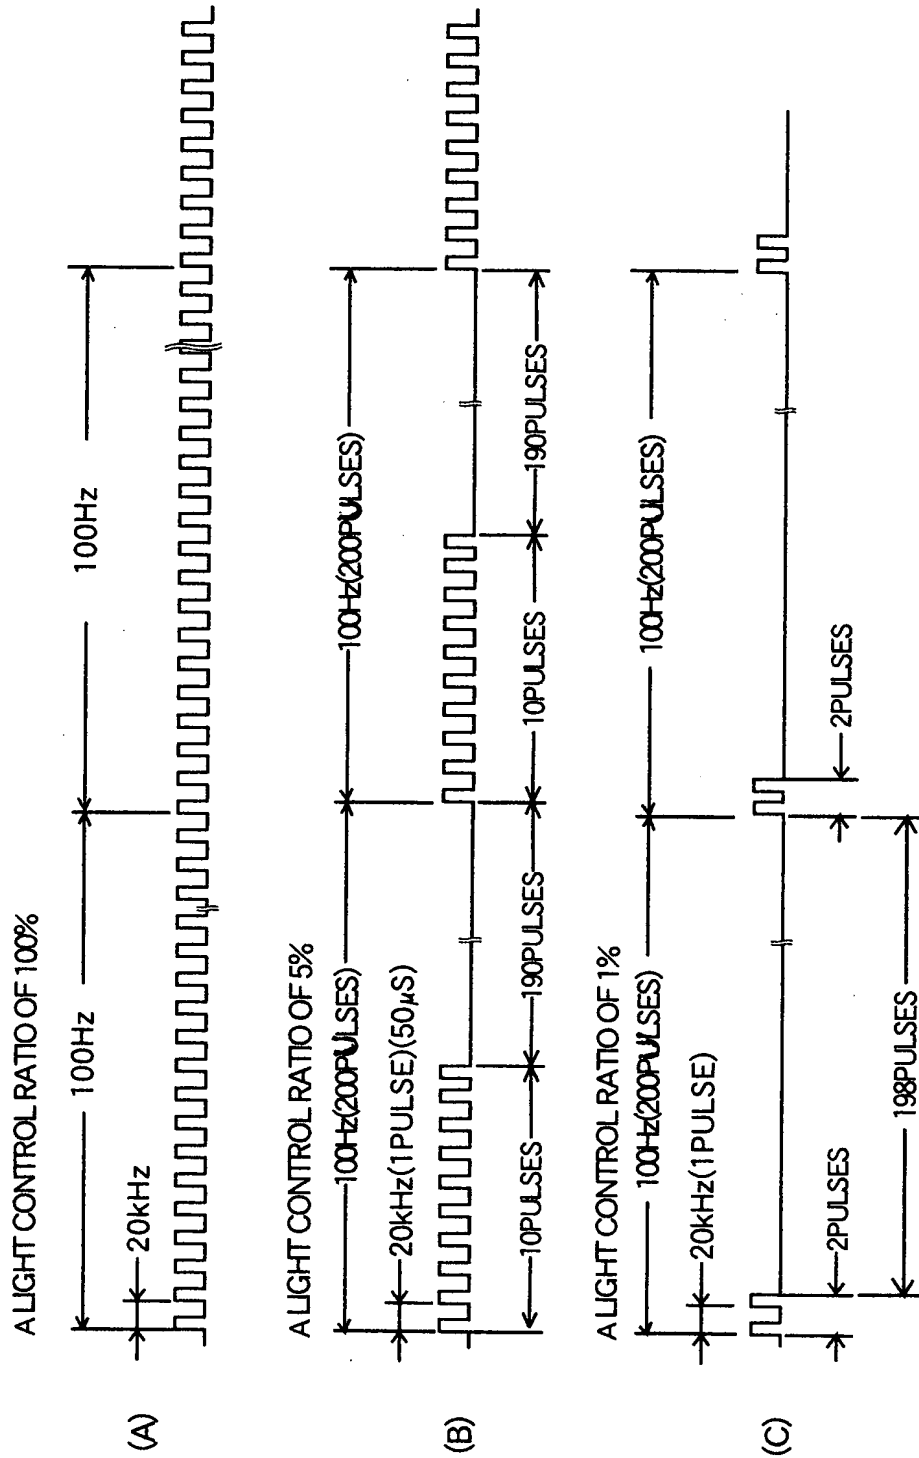 (A)
A LIGHT CONTROL RATIO OF 100%
100Hz
100Hz
20kHz
(B)
A LIGHT CONTROL RATIO OF 5%
100Hz(200PULSES)
100Hz(200PULSES)
20kHz(1PULSE)(50μS)
10PULSES
190PULSES
10PULSES
190PULSES
(C)
A LIGHT CONTROL RATIO OF 1%
100Hz(200PULSES)
100Hz(200PULSES)
20kHz(1PULSE)
2PULSES
2PULSES
198PULSES